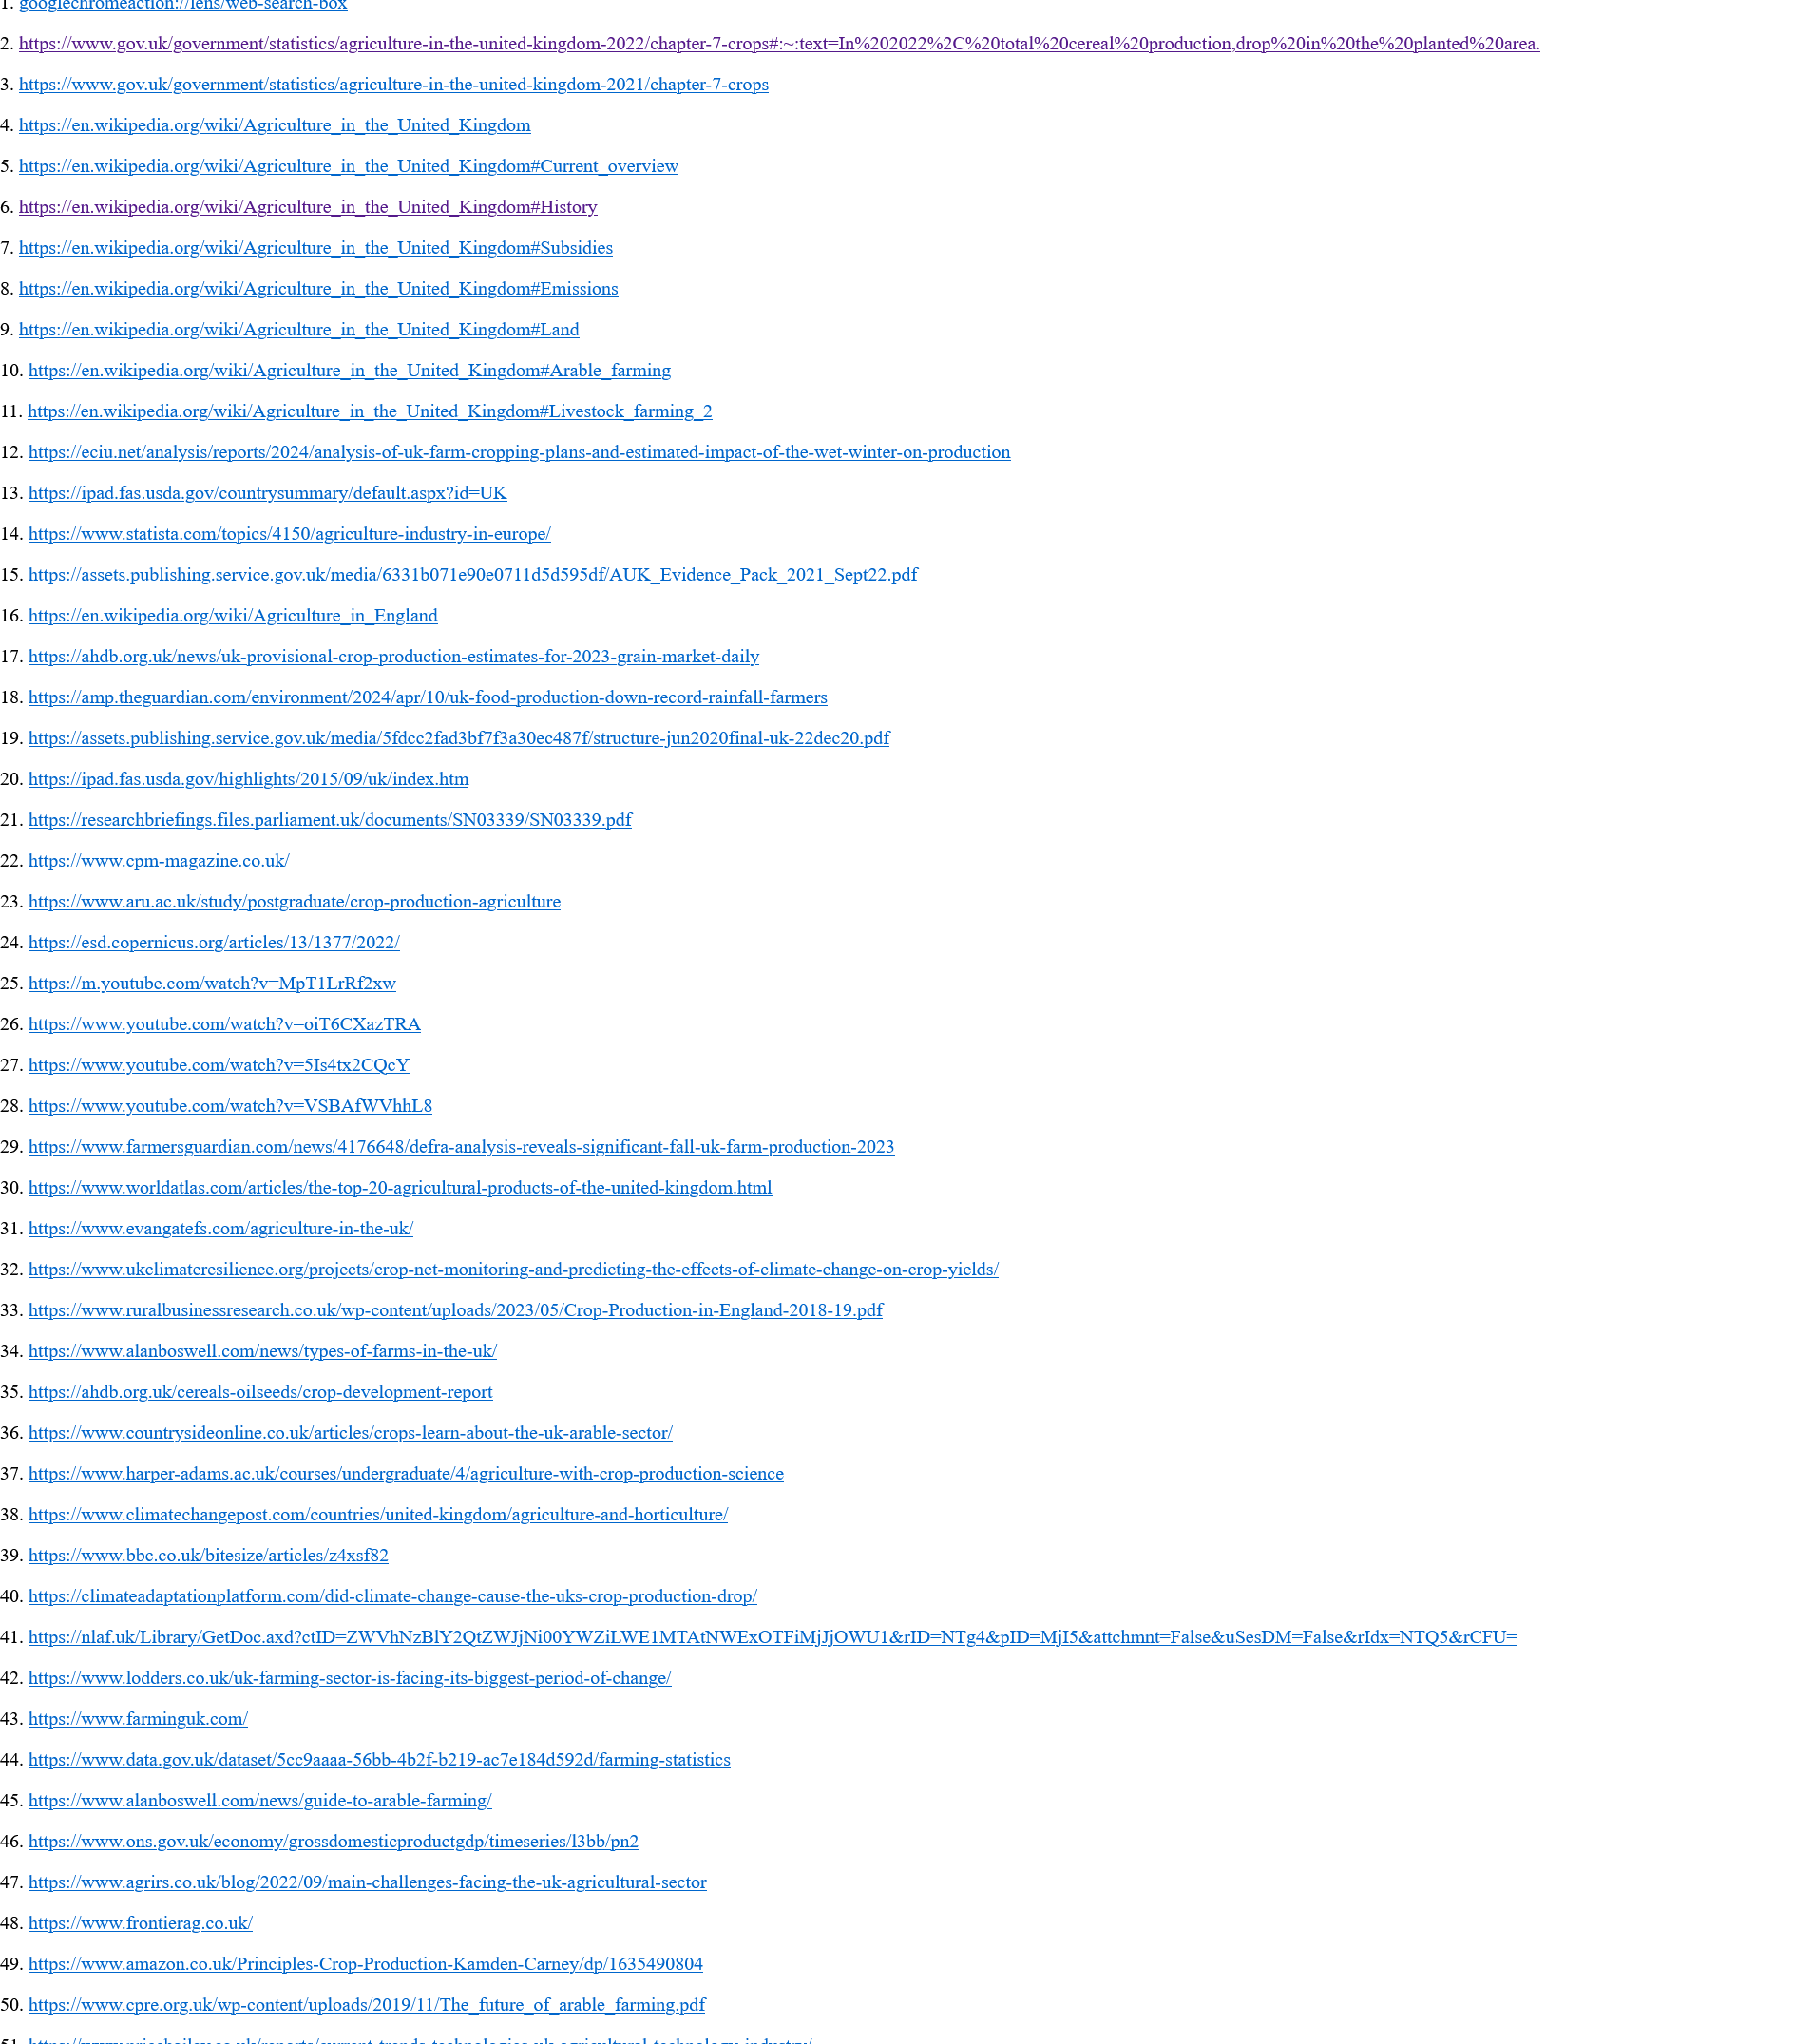 1. googlechromeaction://lens/web-search-box
2. https://www.gov.uk/government/statistics/agriculture-in-the-united-kingdom-2022/chapter-7-crops#:~:text=In%202022%2C%20total%20cereal%20production,drop%20in%20the%20planted%20area.
3. https://www.gov.uk/government/statistics/agriculture-in-the-united-kingdom-2021/chapter-7-crops
4. https://en.wikipedia.org/wiki/Agriculture_in_the_United_Kingdom
5. https://en.wikipedia.org/wiki/Agriculture_in_the_United_Kingdom#Current_overview
6. https://en.wikipedia.org/wiki/Agriculture_in_the_United_Kingdom#History
7. https://en.wikipedia.org/wiki/Agriculture_in_the_United_Kingdom#Subsidies
8. https://en.wikipedia.org/wiki/Agriculture_in_the_United_Kingdom#Emissions
9. https://en.wikipedia.org/wiki/Agriculture_in_the_United_Kingdom#Land
10. https://en.wikipedia.org/wiki/Agriculture_in_the_United_Kingdom#Arable_farming
11. https://en.wikipedia.org/wiki/Agriculture_in_the_United_Kingdom#Livestock_farming_2
12. https://eciu.net/analysis/reports/2024/analysis-of-uk-farm-cropping-plans-and-estimated-impact-of-the-wet-winter-on-production
13. https://ipad.fas.usda.gov/countrysummary/default.aspx?id=UK
14. https://www.statista.com/topics/4150/agriculture-industry-in-europe/
15. https://assets.publishing.service.gov.uk/media/6331b071e90e0711d5d595df/AUK_Evidence_Pack_2021_Sept22.pdf
16. https://en.wikipedia.org/wiki/Agriculture_in_England
17. https://ahdb.org.uk/news/uk-provisional-crop-production-estimates-for-2023-grain-market-daily
18. https://amp.theguardian.com/environment/2024/apr/10/uk-food-production-down-record-rainfall-farmers
19. https://assets.publishing.service.gov.uk/media/5fdcc2fad3bf7f3a30ec487f/structure-jun2020final-uk-22dec20.pdf
20. https://ipad.fas.usda.gov/highlights/2015/09/uk/index.htm
21. https://researchbriefings.files.parliament.uk/documents/SN03339/SN03339.pdf
22. https://www.cpm-magazine.co.uk/
23. https://www.aru.ac.uk/study/postgraduate/crop-production-agriculture
24. https://esd.copernicus.org/articles/13/1377/2022/
25. https://m.youtube.com/watch?v=MpT1LrRf2xw
26. https://www.youtube.com/watch?v=oiT6CXazTRA
27. https://www.youtube.com/watch?v=5Is4tx2CQcY
28. https://www.youtube.com/watch?v=VSBAfWVhhL8
29. https://www.farmersguardian.com/news/4176648/defra-analysis-reveals-significant-fall-uk-farm-production-2023
30. https://www.worldatlas.com/articles/the-top-20-agricultural-products-of-the-united-kingdom.html
31. https://www.evangatefs.com/agriculture-in-the-uk/
32. https://www.ukclimateresilience.org/projects/crop-net-monitoring-and-predicting-the-effects-of-climate-change-on-crop-yields/
33. https://www.ruralbusinessresearch.co.uk/wp-content/uploads/2023/05/Crop-Production-in-England-2018-19.pdf
34. https://www.alanboswell.com/news/types-of-farms-in-the-uk/
35. https://ahdb.org.uk/cereals-oilseeds/crop-development-report
36. https://www.countrysideonline.co.uk/articles/crops-learn-about-the-uk-arable-sector/
37. https://www.harper-adams.ac.uk/courses/undergraduate/4/agriculture-with-crop-production-science
38. https://www.climatechangepost.com/countries/united-kingdom/agriculture-and-horticulture/
39. https://www.bbc.co.uk/bitesize/articles/z4xsf82
40. https://climateadaptationplatform.com/did-climate-change-cause-the-uks-crop-production-drop/
41. https://nlaf.uk/Library/GetDoc.axd?ctID=ZWVhNzBlY2QtZWJjNi00YWZiLWE1MTAtNWExOTFiMjJjOWU1&rID=NTg4&pID=MjI5&attchmnt=False&uSesDM=False&rIdx=NTQ5&rCFU=
42. https://www.lodders.co.uk/uk-farming-sector-is-facing-its-biggest-period-of-change/
43. https://www.farminguk.com/
44. https://www.data.gov.uk/dataset/5cc9aaaa-56bb-4b2f-b219-ac7e184d592d/farming-statistics
45. https://www.alanboswell.com/news/guide-to-arable-farming/
46. https://www.ons.gov.uk/economy/grossdomesticproductgdp/timeseries/l3bb/pn2
47. https://www.agrirs.co.uk/blog/2022/09/main-challenges-facing-the-uk-agricultural-sector
48. https://www.frontierag.co.uk/
49. https://www.amazon.co.uk/Principles-Crop-Production-Kamden-Carney/dp/1635490804
50. https://www.cpre.org.uk/wp-content/uploads/2019/11/The_future_of_arable_farming.pdf